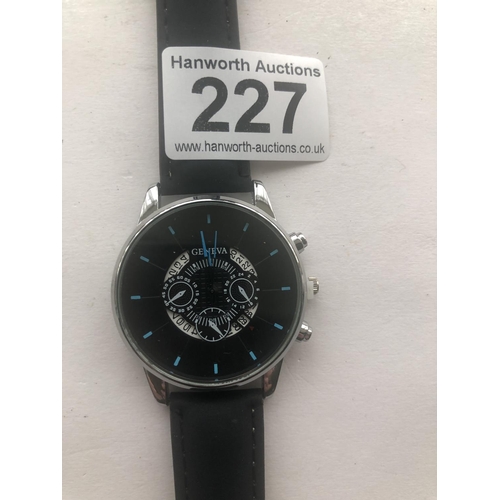 Hanworth Auctions
227
www.hanworth-auctions.co.uk
GENEVA